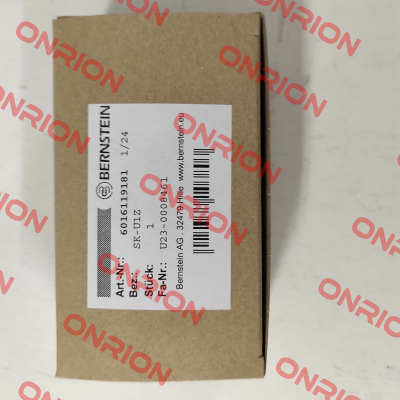 BERNSTEIN
Art.-Nr.: 6016119181 1/24
Bez.: SK-U1Z
Stück: 1
Fa-Nr.: U23-0008461
Bernstein AG . 32479 Hille www.bernstein.eu
ONRION
ONRION
ONRION
ONRION
ONRION
ONRION
ONRION
ONRION
ONRION